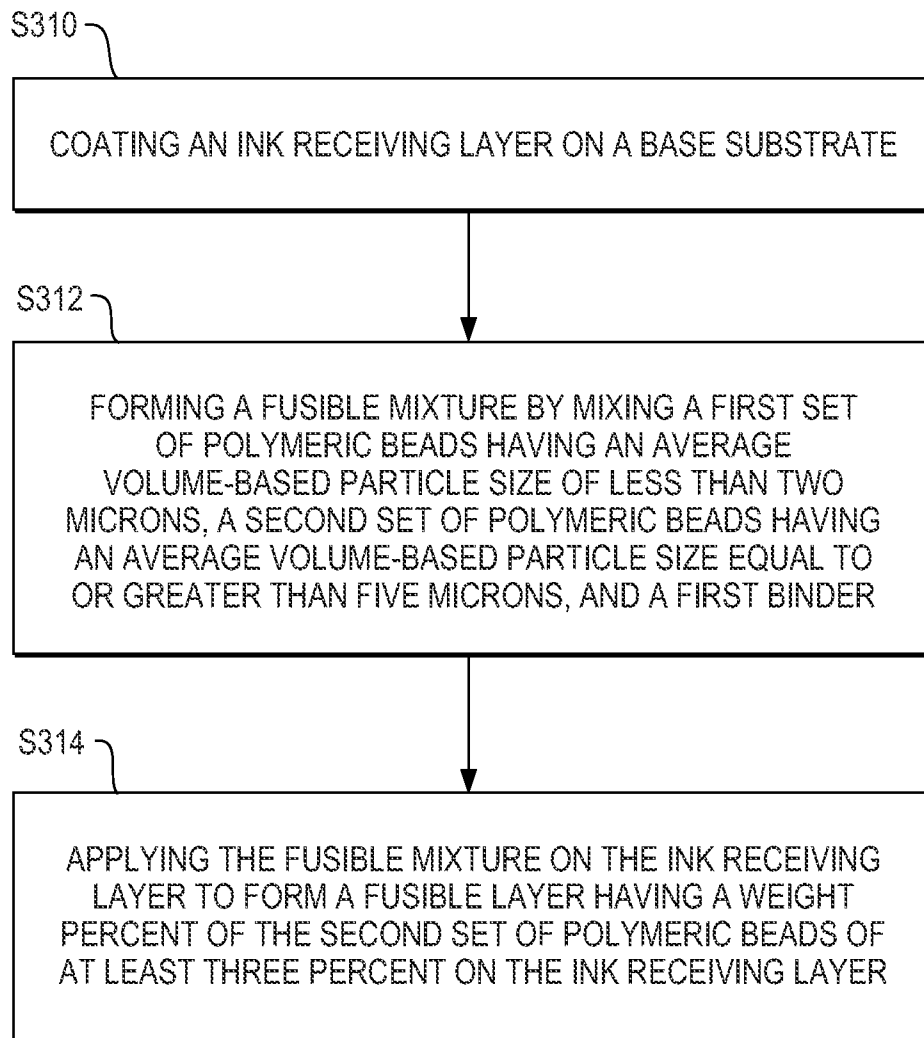 S310
COATING AN INK RECEIVING LAYER ON A BASE SUBSTRATE
S312
FORMING A FUSIBLE MIXTURE BY MIXING A FIRST SET
OF POLYMERIC BEADS HAVING AN AVERAGE
VOLUME-BASED PARTICLE SIZE OF LESS THAN TWO
MICRONS, A SECOND SET OF POLYMERIC BEADS HAVING
AN AVERAGE VOLUME-BASED PARTICLE SIZE EQUAL TO
OR GREATER THAN FIVE MICRONS, AND A FIRST BINDER
S314
APPLYING THE FUSIBLE MIXTURE ON THE INK RECEIVING
LAYER TO FORM A FUSIBLE LAYER HAVING A WEIGHT
PERCENT OF THE SECOND SET OF POLYMERIC BEADS OF
AT LEAST THREE PERCENT ON THE INK RECEIVING LAYER